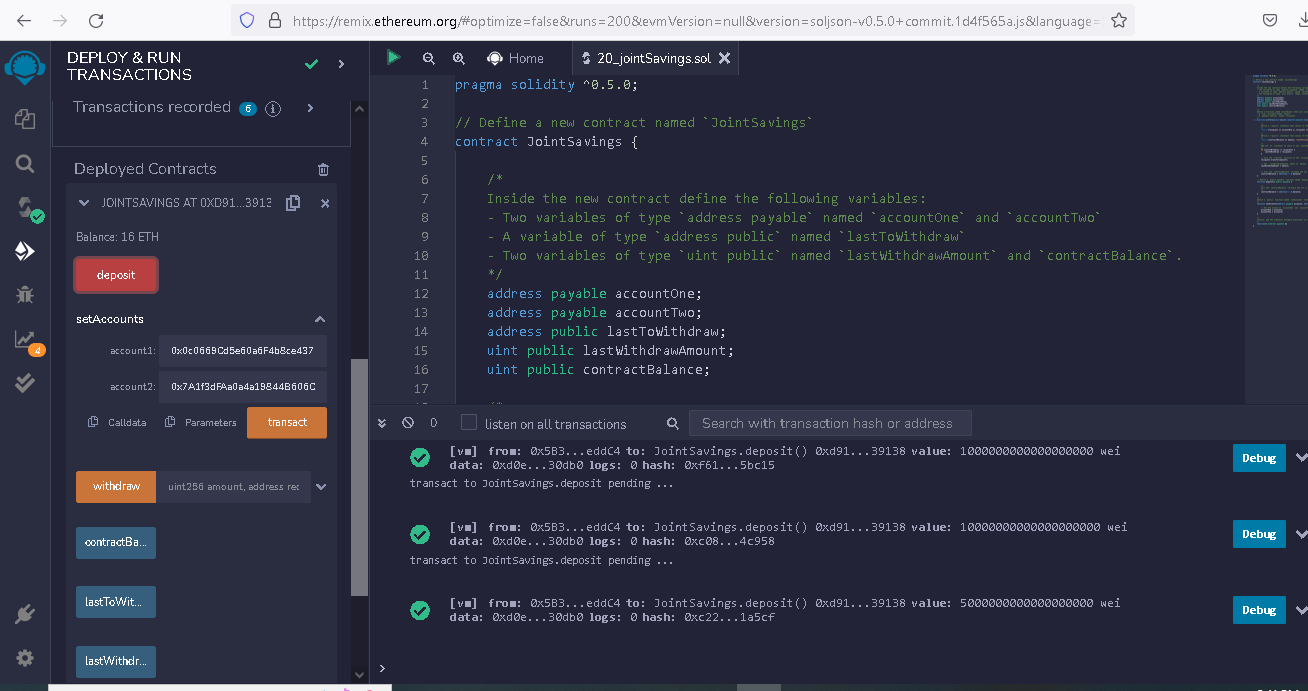 https://remix.ethereum.org/#optimize=false&runs=200&evmVersion=null&version=soljson-v0.5.0+commit.1d4f565a.js&language=
DEPLOY & RUN
TRANSACTIONS
Transactions recorded 6 i
Deployed Contracts
JOINTSAVINGS AT 0XD91...39138
Balance: 16 ETH
deposit
setAccounts
account1: 0x0c0669Cd5e60a6F4b8ce437
account2: 0x7A1f3dFAa0a4a19844B606C
Calldata Parameters transact
withdraw uint256 amount, address rec
contractBa...
lastToWit...
lastWithdr...
4
Home
20_jointSavings.sol
1 pragma solidity ^0.5.0;
2
3 // Define a new contract named `JointSavings`
4 contract JointSavings {
5
6 /*
7 Inside the new contract define the following variables:
8 - Two variables of type `address payable` named `accountOne` and `accountTwo`
9 - A variable of type `address public` named `lastToWithdraw`
10 - Two variables of type `uint public` named `lastWithdrawAmount` and `contractBalance`.
11 */
12 address payable accountOne;
13 address payable accountTwo;
14 address public lastToWithdraw;
15 uint public lastWithdrawAmount;
16 uint public contractBalance;
17
0 listen on all transactions Search with transaction hash or address
[vm] from: 0x5B3...eddC4 to: JointSavings.deposit() 0xd91...39138 value: 1000000000000000000 wei
data: 0xd0e...30db0 logs: 0 hash: 0xf61...5bc15
Debug
transact to JointSavings.deposit pending ...
[vm] from: 0x5B3...eddC4 to: JointSavings.deposit() 0xd91...39138 value: 10000000000000000000 wei
data: 0xd0e...30db0 logs: 0 hash: 0xc08...4c958
Debug
transact to JointSavings.deposit pending ...
[vm] from: 0x5B3...eddC4 to: JointSavings.deposit() 0xd91...39138 value: 5000000000000000000 wei
data: 0xd0e...30db0 logs: 0 hash: 0xc22...1a5cf
Debug
>